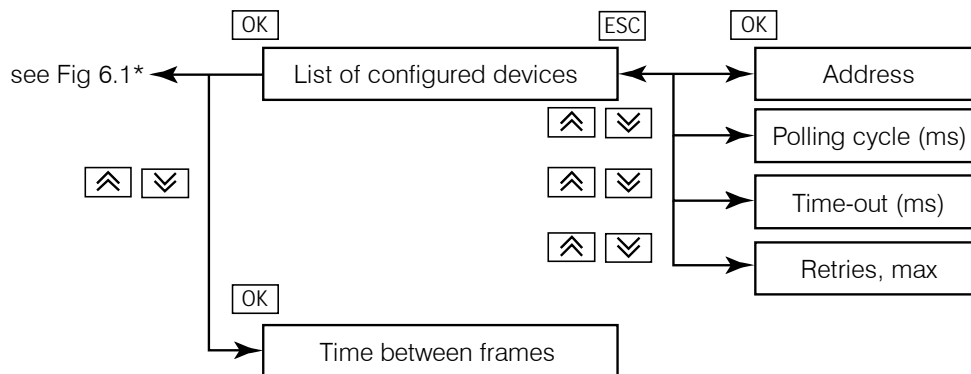 OK
ESC
OK
see Fig 6.1*
List of configured devices
Address
Polling cycle (ms)
Time-out (ms)
Retries, max
OK
Time between frames